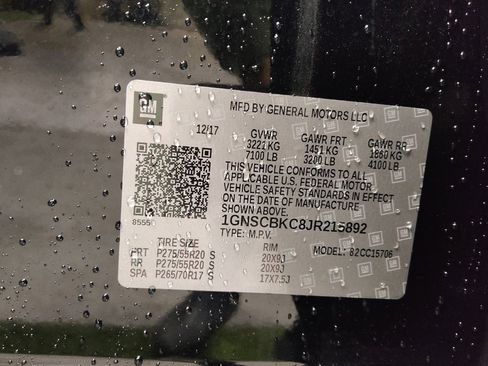 GM
MFD BY GENERAL MOTORS LLC
12/17
GVWR GAWR FRT GAWR RR
3221 KG 1451 KG 1860 KG
7100 LB 3200 LB 4100 LB
THIS VEHICLE CONFORMS TO ALL
APPLICABLE U.S. FEDERAL MOTOR
VEHICLE SAFETY STANDARDS IN EFFECT
ON THE DATE OF MANUFACTURE
SHOWN ABOVE.
8555
1GNSCBKC8JR215892
TYPE: M.P.V. MODEL: 82CC15706
TIRE SIZE RIM
FRT P275/55R20 S 20X9J
RR P275/55R20 S 20X9J
SPA P265/70R17 S 17X7.5J